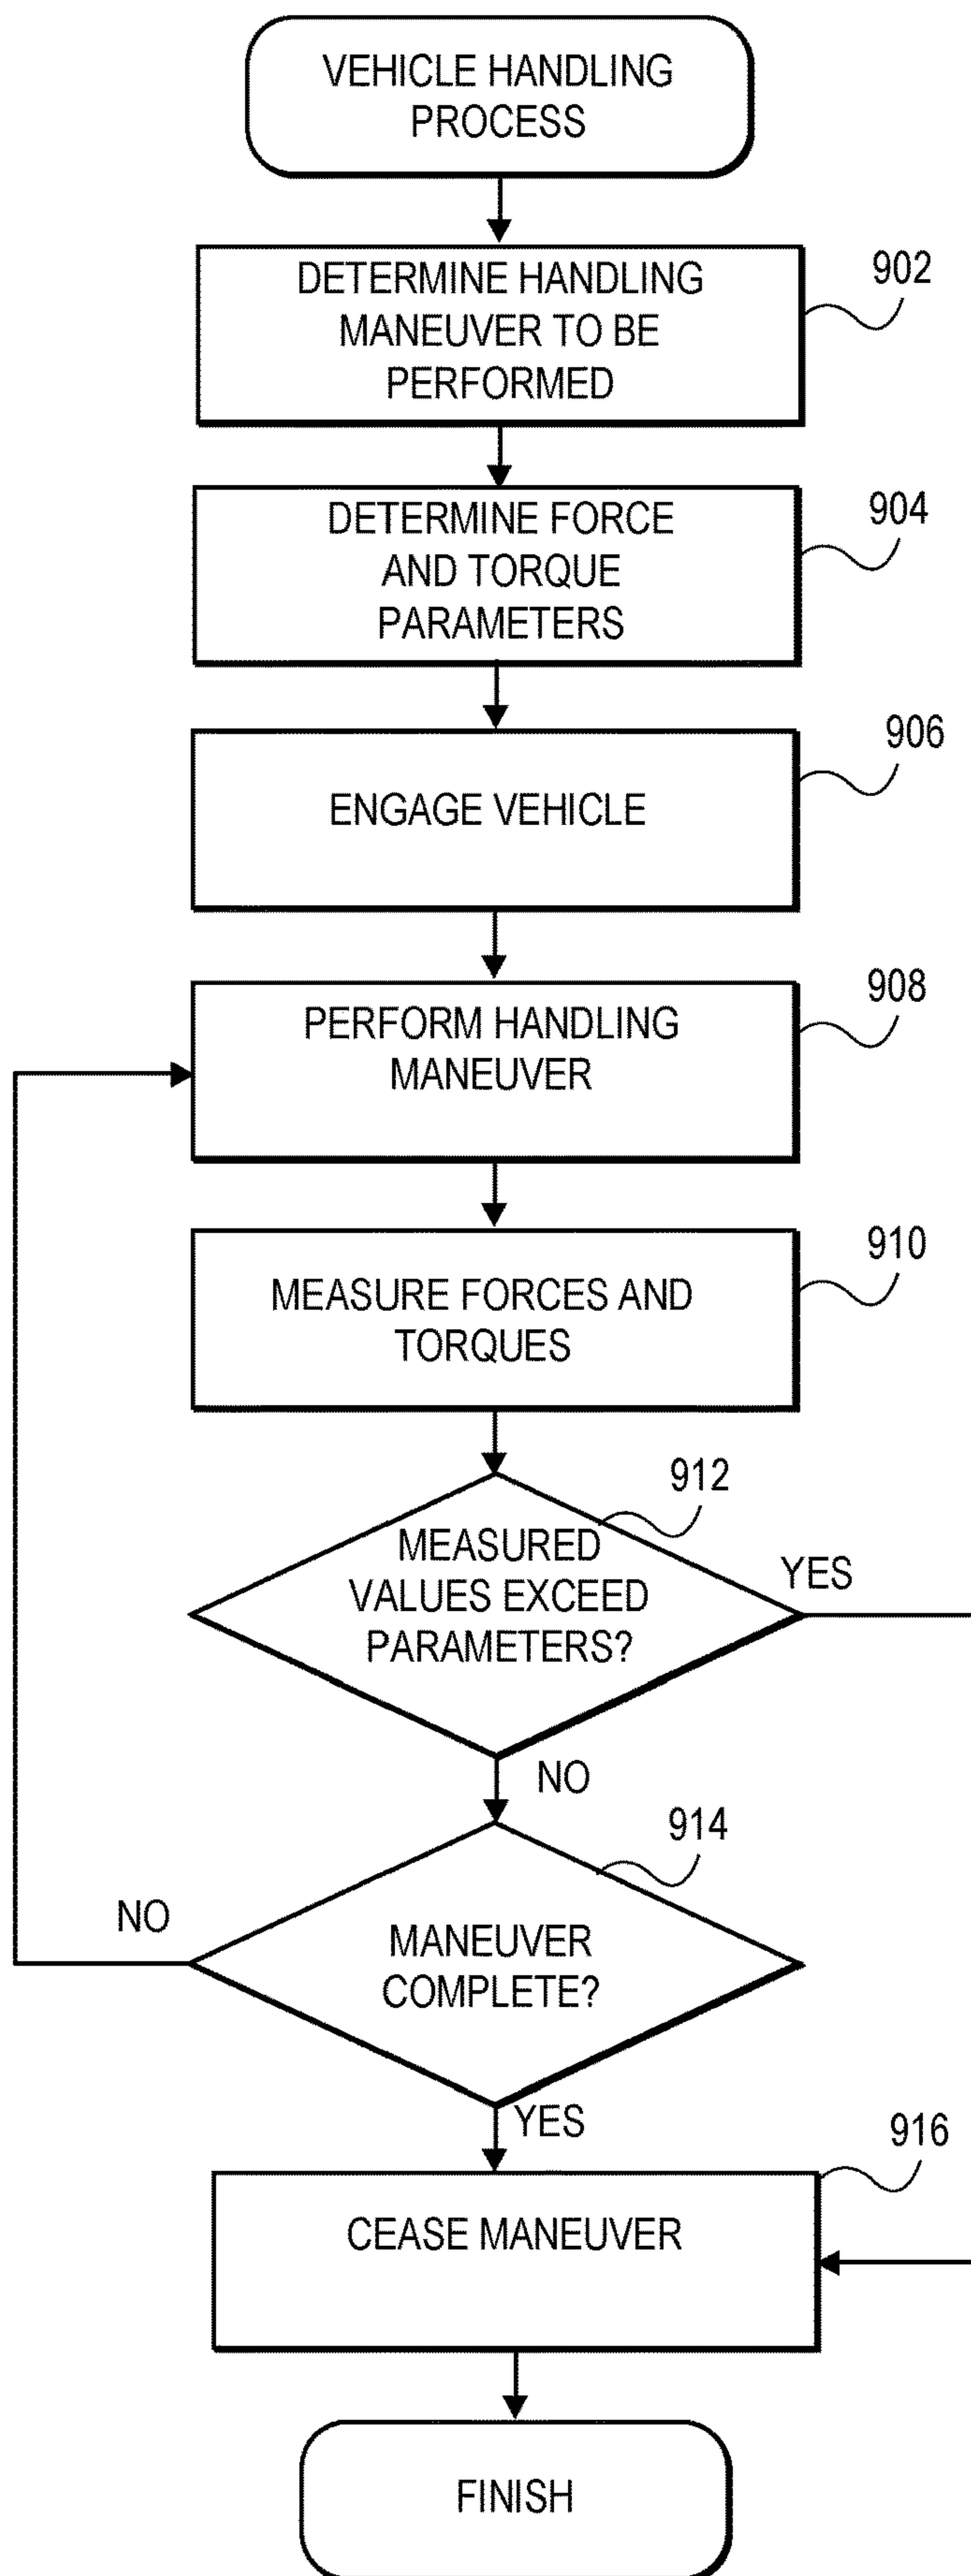 VEHICLE HANDLING
PROCESS
DETERMINE HANDLING
MANEUVER TO BE
PERFORMED
902
DETERMINE FORCE
AND TORQUE
PARAMETERS
904
ENGAGE VEHICLE
906
PERFORM HANDLING
MANEUVER
908
MEASURE FORCES AND
TORQUES
910
MEASURED
VALUES EXCEED
PARAMETERS?
912
YES
NO
MANEUVER
COMPLETE?
914
NO
YES
CEASE MANEUVER
916
FINISH